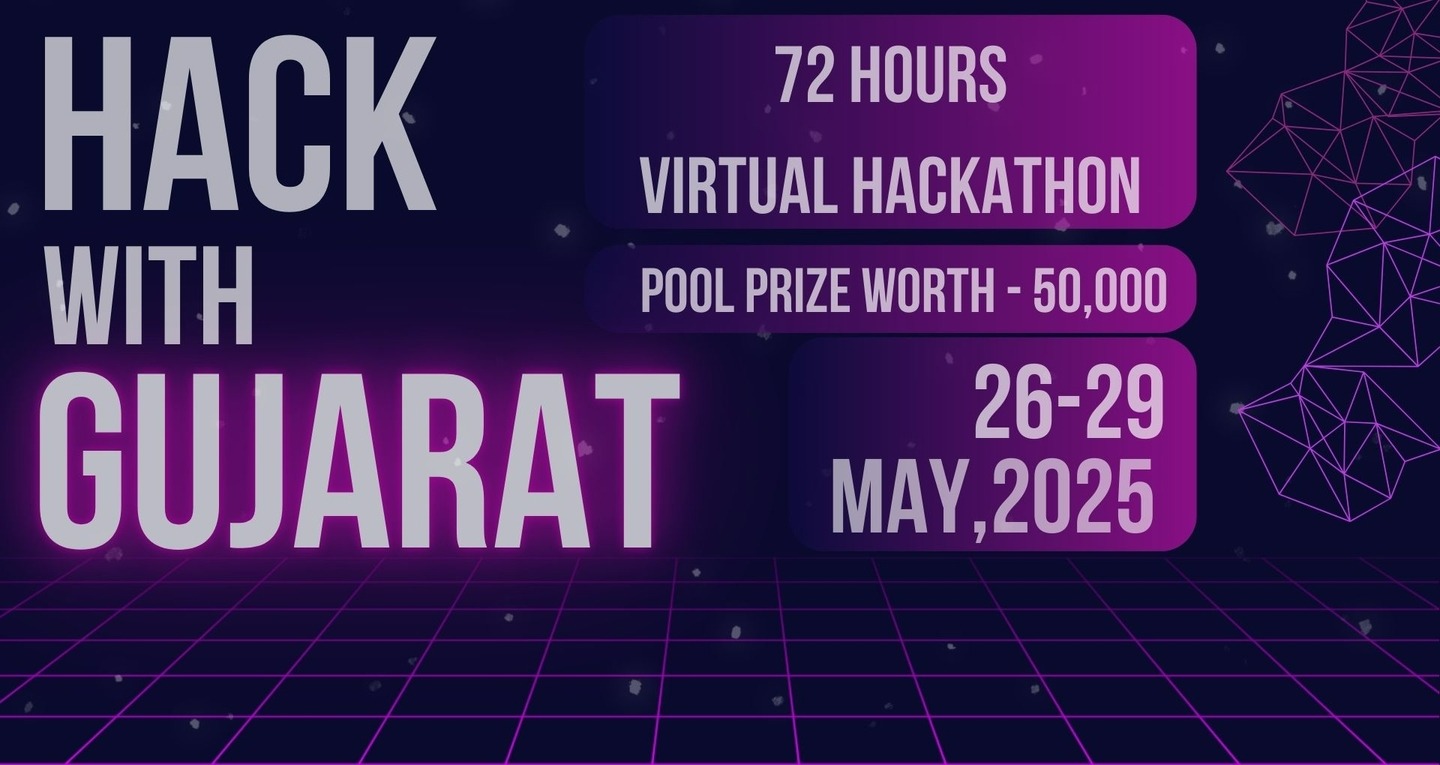 HACK
WITH
GUJARAT
72 HOURS
VIRTUAL HACKATHON
POOL PRIZE WORTH - 50,000
26-29
MAY,2025